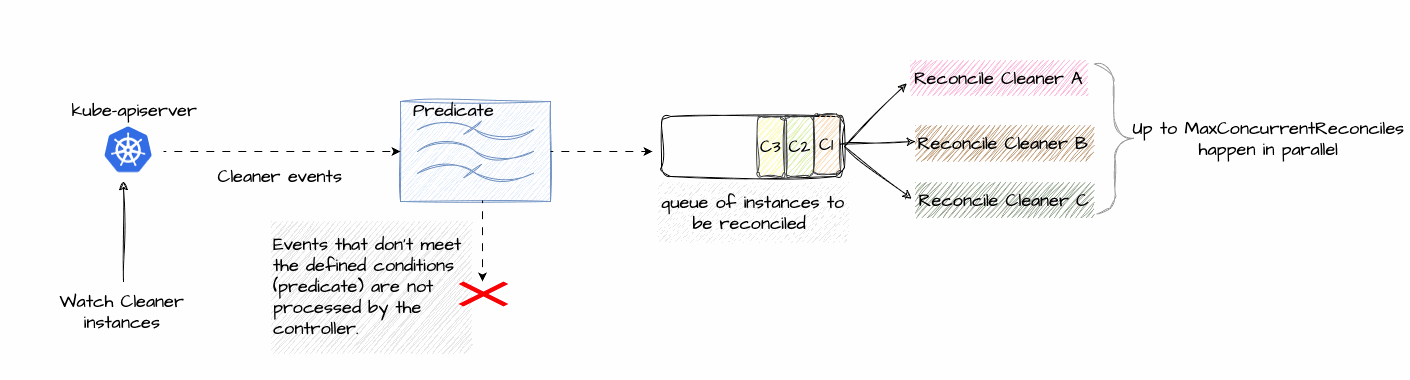 kube-apiserver
Cleaner events
Watch Cleaner
instances
Predicate
Events that don't meet
the defined conditions
(predicate) are not
processed by the
controller.
C3 C2 C1
queue of instances to
be reconciled
Reconcile Cleaner A
Reconcile Cleaner B
Reconcile Cleaner C
Up to MaxConcurrentReconciles
happen in parallel